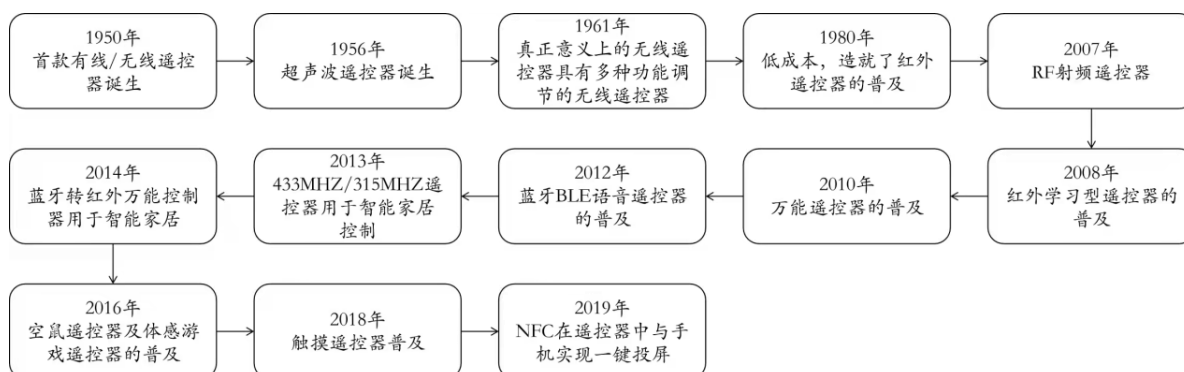 1950年
首款有线/无线遥控
器诞生
1956年
超声波遥控器诞生
1961年
真正意义上的无线遥
控器具有多种功能调
节的无线遥控器
1980年
低成本，造就了红外
遥控器的普及
2007年
RF射频遥控器
2008年
红外学习型遥控器的
普及
2010年
万能遥控器的普及
2012年
蓝牙BLE语音遥控器
的普及
2013年
433MHZ/315MHZ遥
控器用于智能家居
控制
2014年
蓝牙转红外万能控制
器用于智能家居
2016年
空鼠遥控器及体感游
戏遥控器的普及
2018年
触摸遥控器普及
2019年
NFC在遥控器中与手
机实现一键投屏